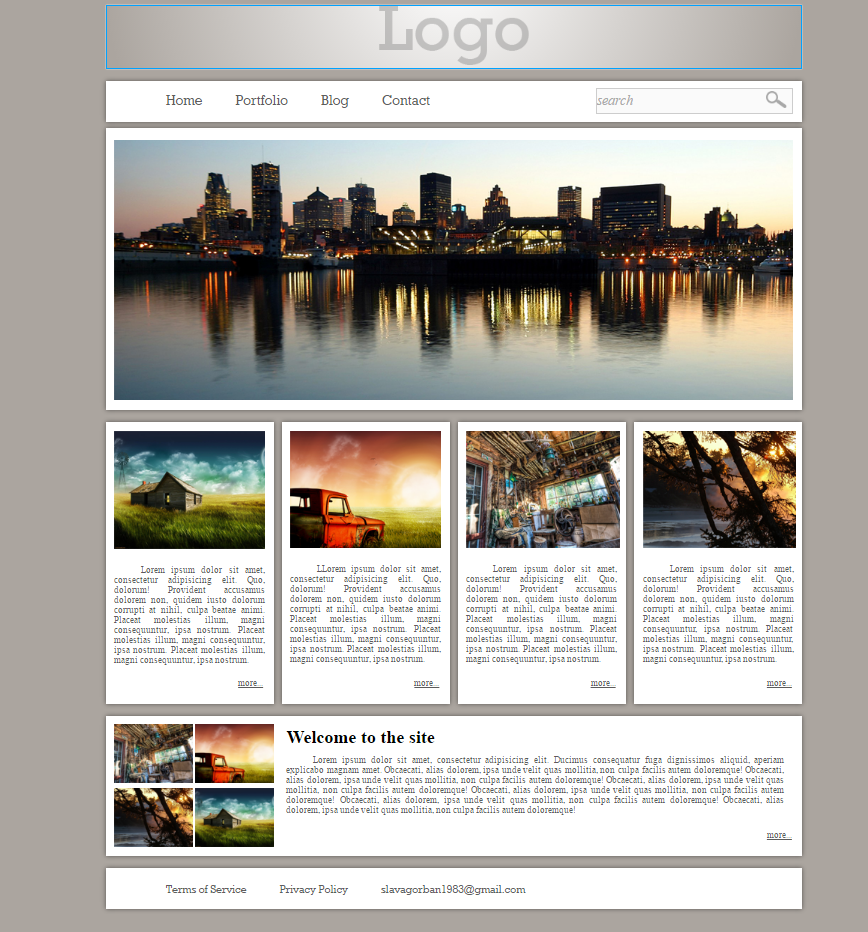 Logo
Home Portfolio Blog Contact search
Lorem ipsum dolor sit amet,
consectetur adipisicing elit. Quo,
dolorum! Provident accusamus
dolorem non, quidem iusto dolorum
corrupti at nihil, culpa beatae animi.
Placeat molestias illum, magni
consequuntur, ipsa nostrum. Placeat
molestias illum, magni consequuntur,
ipsa nostrum. Placeat molestias illum,
magni consequuntur, ipsa nostrum.
more...
LLorem ipsum dolor sit amet,
consectetur adipisicing elit. Quo,
dolorum! Provident accusamus
dolorem non, quidem iusto dolorum
corrupti at nihil, culpa beatae animi.
Placeat molestias illum, magni
consequuntur, ipsa nostrum. Placeat
molestias illum, magni consequuntur,
ipsa nostrum. Placeat molestias illum,
magni consequuntur, ipsa nostrum.
more...
Lorem ipsum dolor sit amet,
consectetur adipisicing elit. Quo,
dolorum! Provident accusamus
dolorem non, quidem iusto dolorum
corrupti at nihil, culpa beatae animi.
Placeat molestias illum, magni
consequuntur, ipsa nostrum. Placeat
molestias illum, magni consequuntur,
ipsa nostrum. Placeat molestias illum,
magni consequuntur, ipsa nostrum.
more...
Lorem ipsum dolor sit amet,
consectetur adipisicing elit. Quo,
dolorum! Provident accusamus
dolorem non, quidem iusto dolorum
corrupti at nihil, culpa beatae animi.
Placeat molestias illum, magni
consequuntur, ipsa nostrum. Placeat
molestias illum, magni consequuntur,
ipsa nostrum. Placeat molestias illum,
magni consequuntur, ipsa nostrum.
more...
Welcome to the site
Lorem ipsum dolor sit amet, consectetur adipisicing elit. Ducimus consequatur fuga dignissimos aliquid, aperiam
explicabo magnam amet. Obcaecati, alias dolorem, ipsa unde velit quas mollitia, non culpa facilis autem doloremque! Obcaecati,
alias dolorem, ipsa unde velit quas mollitia, non culpa facilis autem doloremque! Obcaecati, alias dolorem, ipsa unde velit quas
mollitia, non culpa facilis autem doloremque! Obcaecati, alias dolorem, ipsa unde velit quas mollitia, non culpa facilis autem
doloremque! Obcaecati, alias dolorem, ipsa unde velit quas mollitia, non culpa facilis autem doloremque! Obcaecati, alias
dolorem, ipsa unde velit quas mollitia, non culpa facilis autem doloremque!
more...
Terms of Service Privacy Policy slavagorban1983@gmail.com